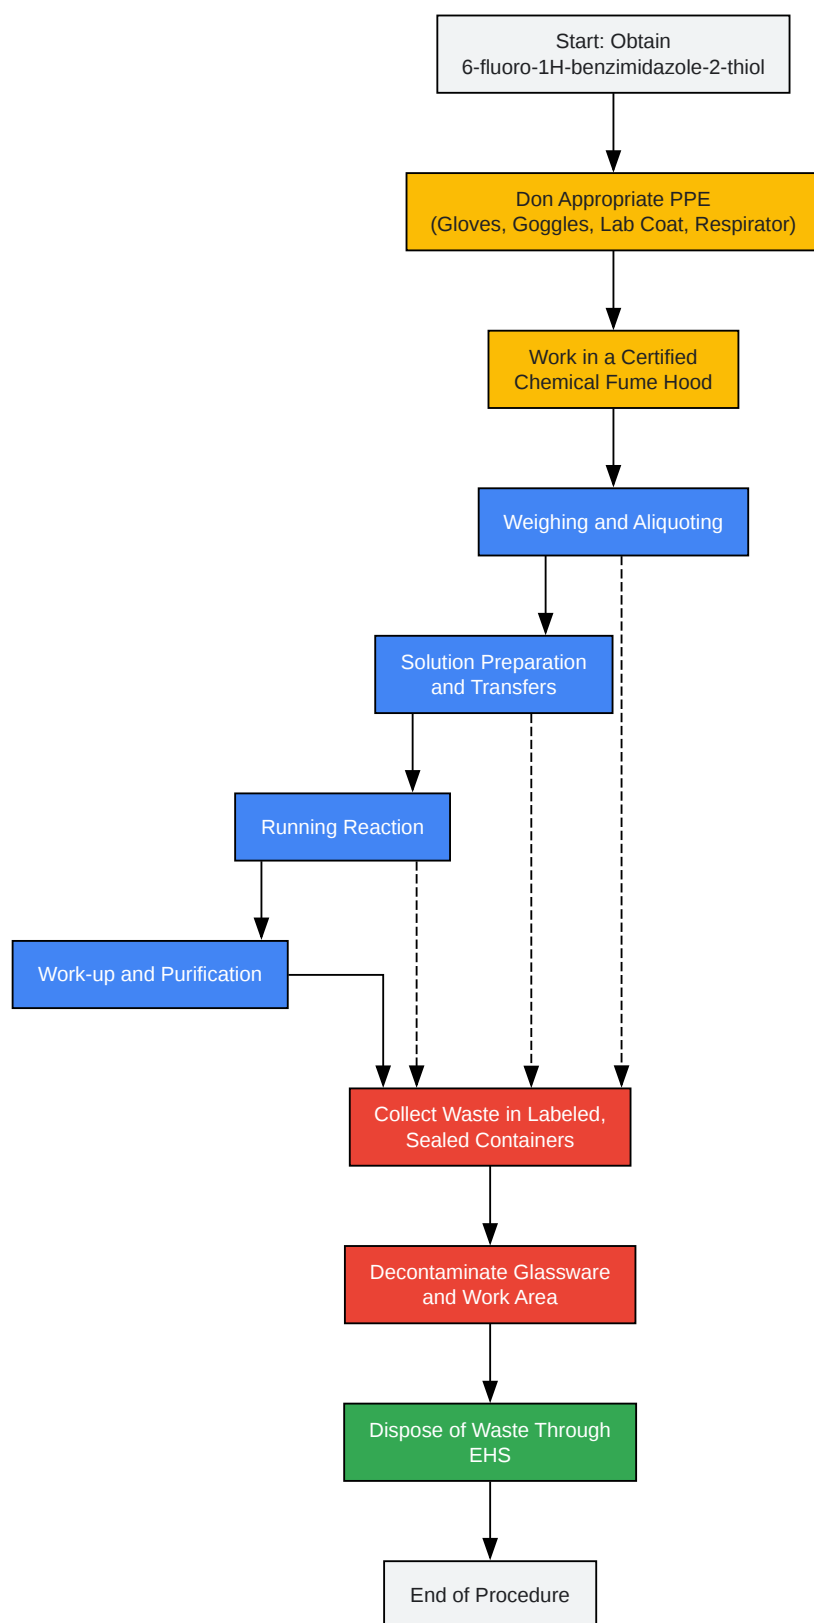 Start: Obtain
6-fluoro-1H-benzimidazole-2-thiol
Don Appropriate PPE
(Gloves, Goggles, Lab Coat, Respirator)
Work in a Certified
Chemical Fume Hood
Weighing and Aliquoting
Solution Preparation
and Transfers
Running Reaction
Work-up and Purification
Collect Waste in Labeled,
Sealed Containers
Decontaminate Glassware
and Work Area
Dispose of Waste Through
EHS
End of Procedure